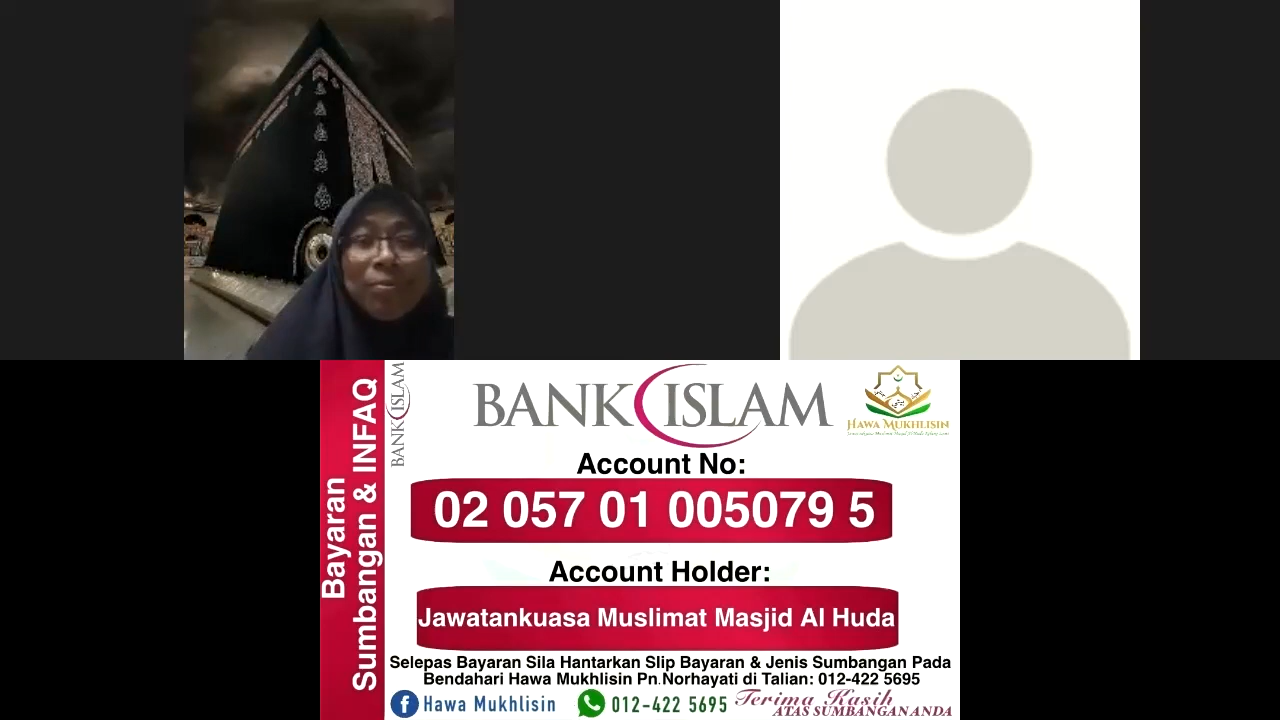 Bayaran
Sumbangan & INFAQ
BANK ISLAM
BANK ISLAM
HAWA MUKHLISIN
Account No:
02 057 01 005079 5
Account Holder:
Jawatankuasa Muslimat Masjid Al Huda
Selepas Bayaran Sila Hantarkan Slip Bayaran & Jenis Sumbangan Pada
Bendahari Hawa Mukhlisin Pn.Norhayati di Talian: 012-422 5695
Hawa Mukhlisin
012-422 5695
Terima Kasih
ATAS SUMBANGAN ANDA